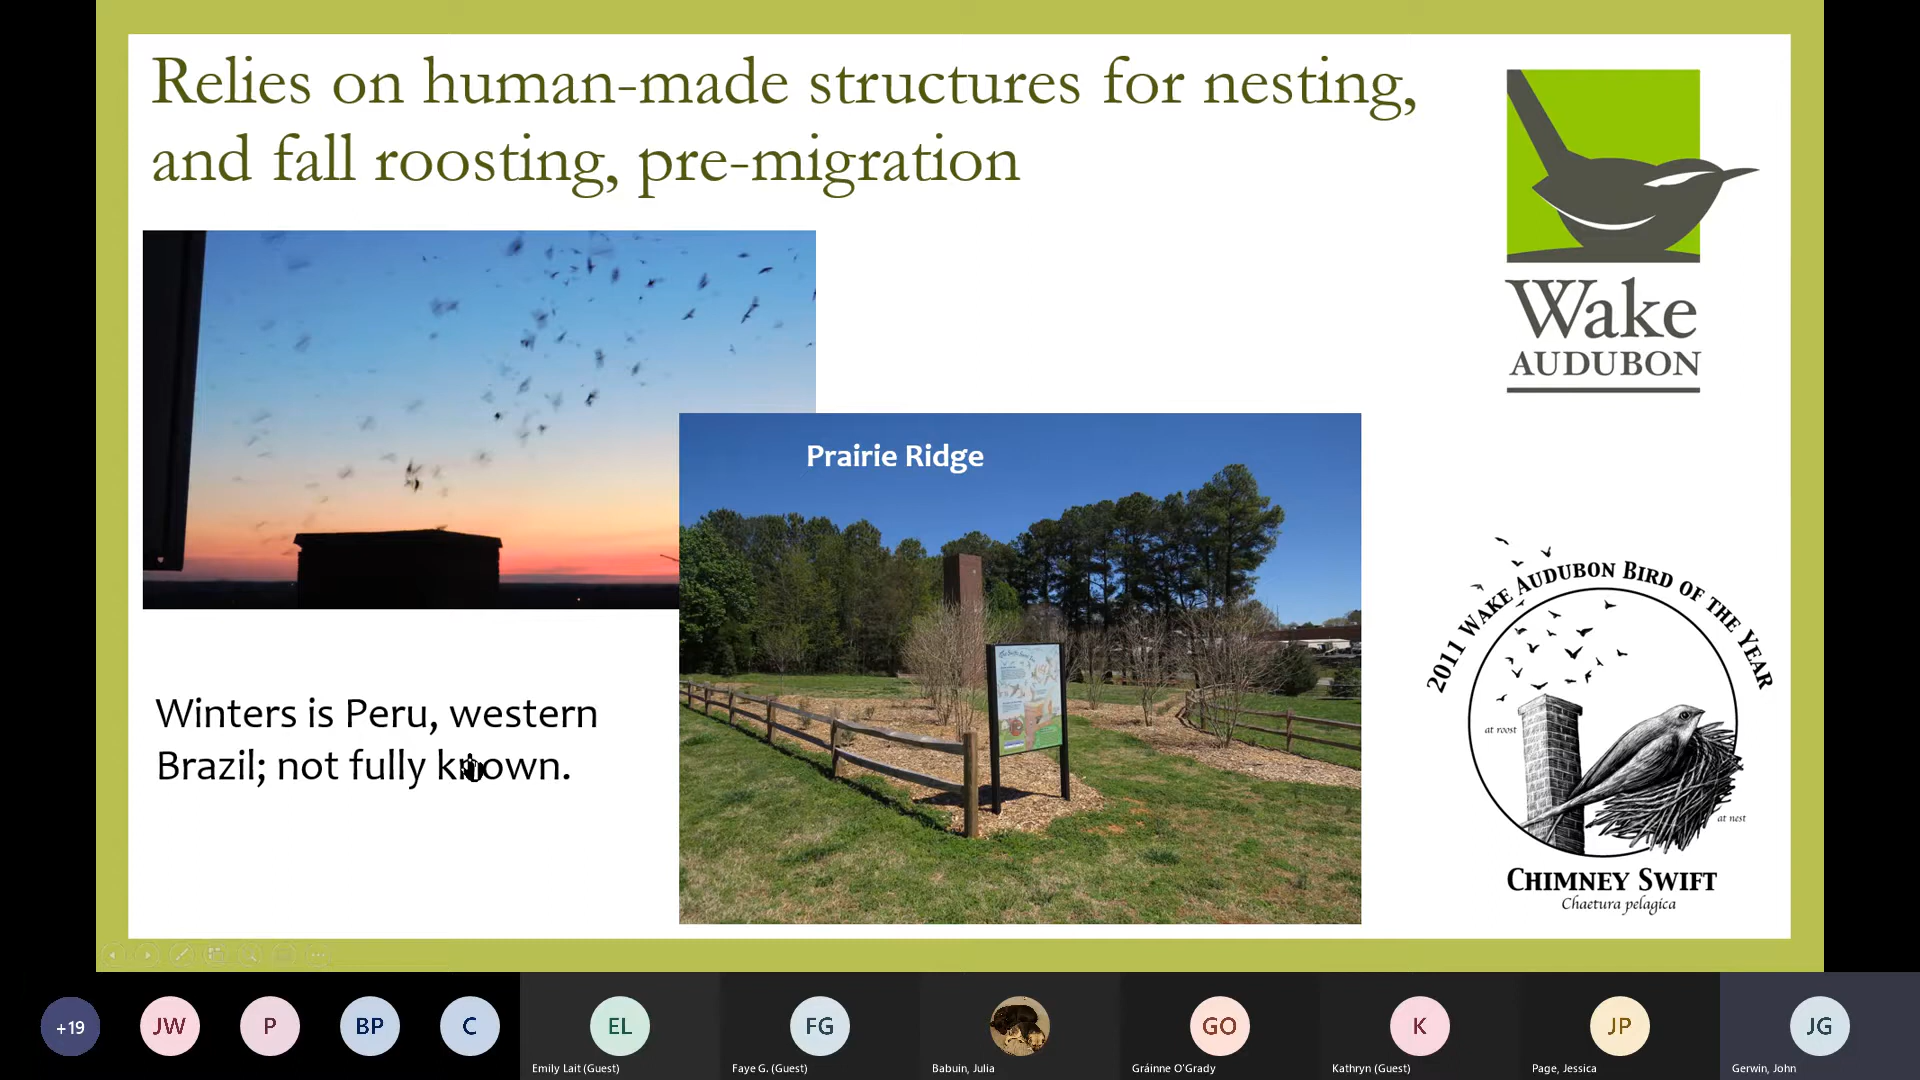 Relies on human-made structures for nesting,
and fall roosting, pre-migration
Wake
AUDUBON
Prairie Ridge
Winters is Peru, western
Brazil; not fully known.
2011 WAKE AUDUBON BIRD OF THE YEAR
at roost
at nest
CHIMNEY SWIFT
Chaetura pelagica
+19
JW
P
BP
C
EL
FG
GO
K
JP
JG
Emily Lait (Guest)
Faye G. (Guest)
Babuin, Julia
Gráinne O'Grady
Kathryn (Guest)
Page, Jessica
Gerwin, John